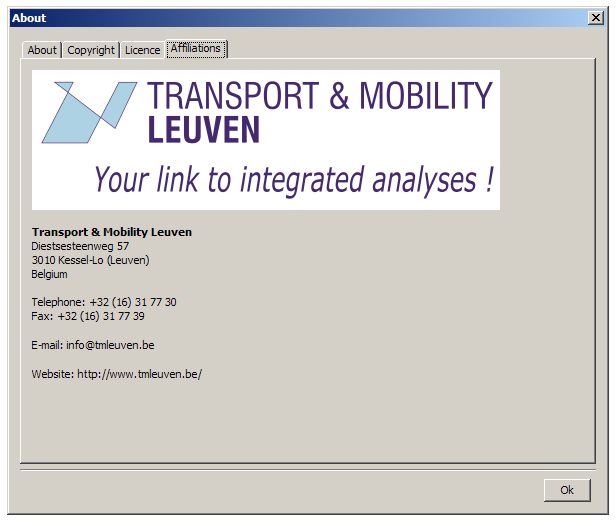 About
About
Copyright
Licence
Affiliations
TRANSPORT & MOBILITY
LEUVEN
Your link to integrated analyses !
Transport & Mobility Leuven
Diestsesteenweg 57
3010 Kessel-Lo (Leuven)
Belgium
Telephone: +32 (16) 31 77 30
Fax: +32 (16) 31 77 39
E-mail: info@tmleuven.be
Website: http://www.tmleuven.be/
Ok